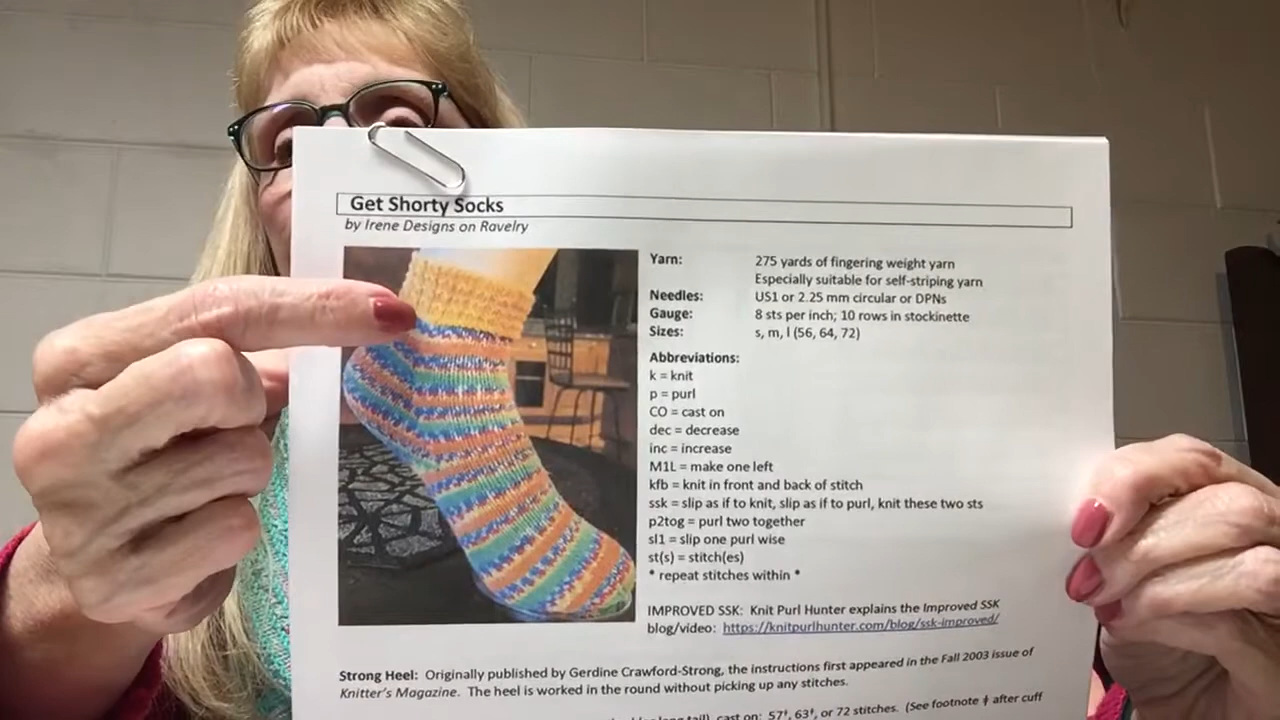 Get Shorty Socks
by Irene Designs on Ravelry
Yarn: 275 yards of fingering weight yarn
Especially suitable for self-striping yarn
Needles: US1 or 2.25 mm circular or DPNs
Gauge: 8 sts per inch; 10 rows in stockinette
Sizes: s, m, l (56, 64, 72)
Abbreviations:
k = knit
p = purl
CO = cast on
dec = decrease
inc = increase
M1L = make one left
kfb = knit in front and back of stitch
ssk = slip as if to knit, slip as if to purl, knit these two sts
p2tog = purl two together
sl1 = slip one purl wise
st(s) = stitch(es)
* repeat stitches within *
IMPROVED SSK: Knit Purl Hunter explains the Improved SSK
blog/video: https://knitpurlhunter.com/blog/ssk-improved/
Strong Heel: Originally published by Gerdine Crawford-Strong, the instructions first appeared in the Fall 2003 issue of
Knitter's Magazine. The heel is worked in the round without picking up any stitches.
long tail), cast on: 57ǂ, 63ǂ, or 72 stitches. (See footnote ǂ after cuff